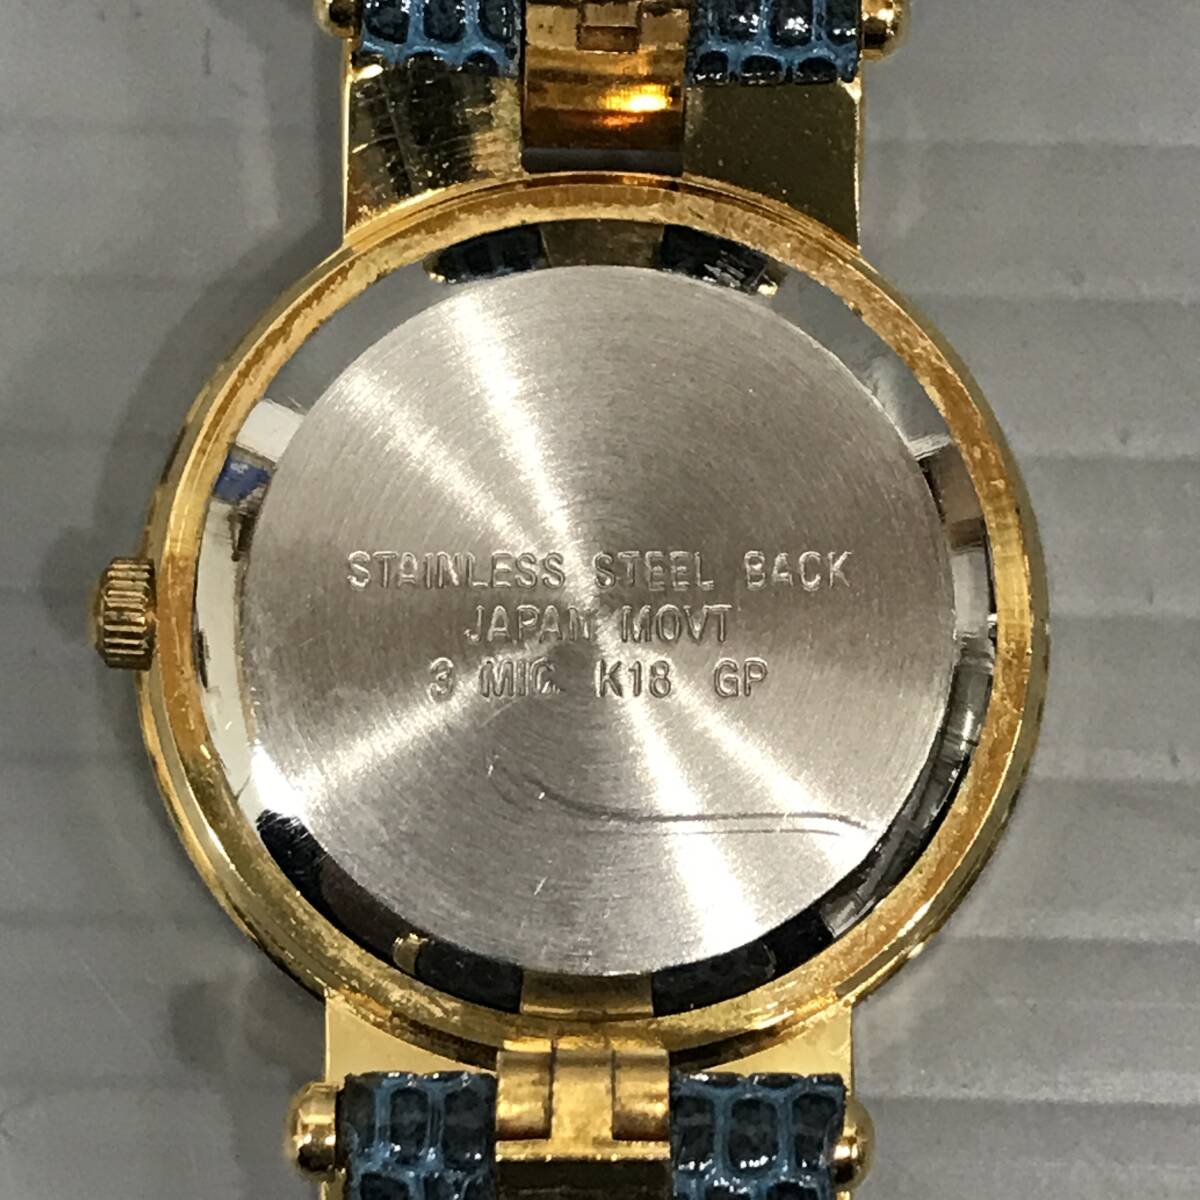 STAINLESS STEEL BACK
JAPAN MOVT
3 MIC. K18 GP